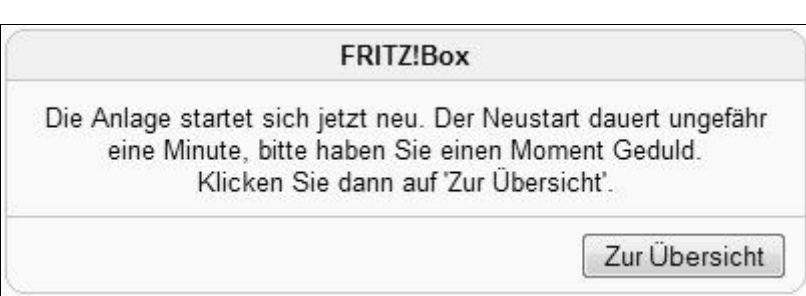 FRITZ!Box
Die Anlage startet sich jetzt neu. Der Neustart dauert ungefähr
eine Minute, bitte haben Sie einen Moment Geduld.
Klicken Sie dann auf 'Zur Übersicht'.
Zur Übersicht